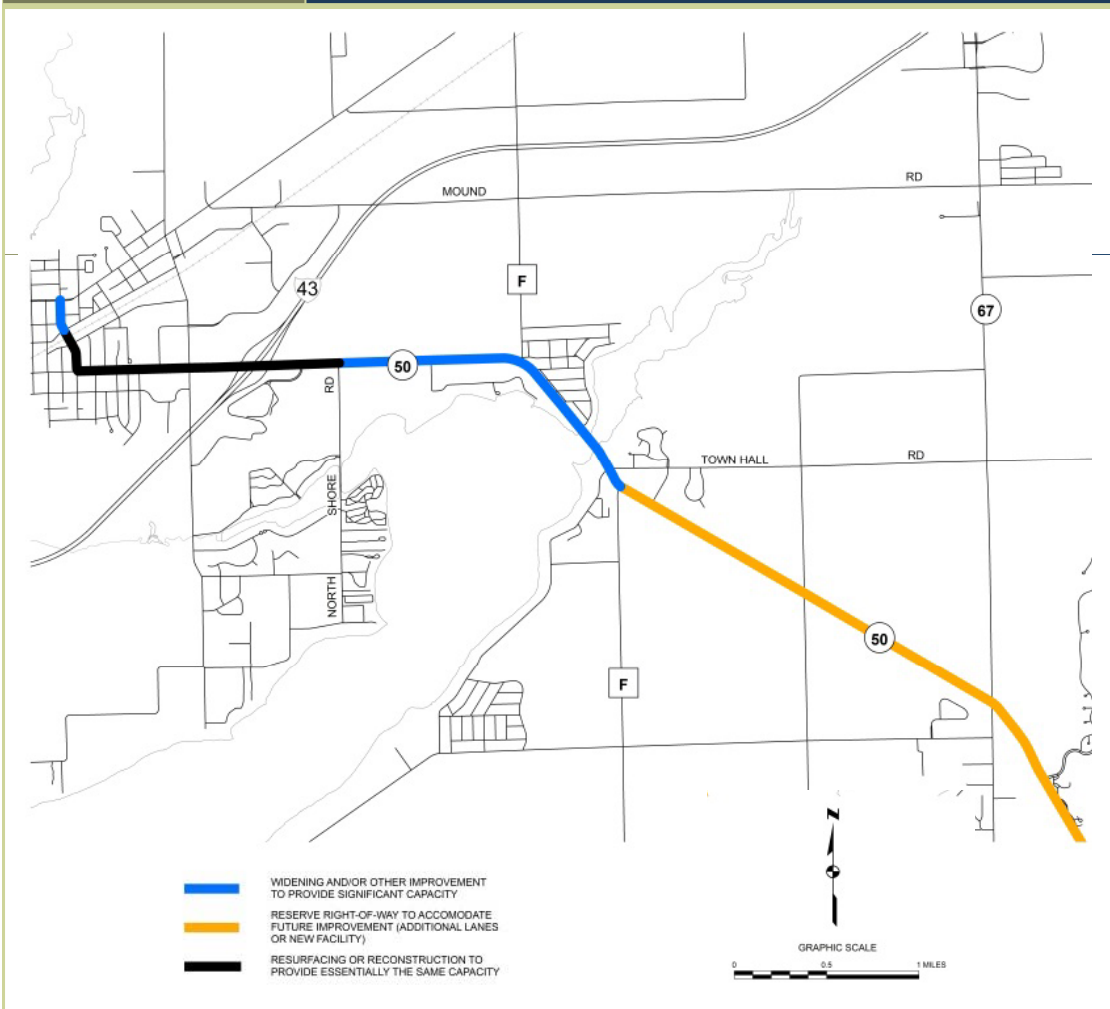 MOUND
RD
43
F
67
50
RD
TOWN HALL
RD
SHORE
NORTH
50
F
N
WIDENING AND/OR OTHER IMPROVEMENT
TO PROVIDE SIGNIFICANT CAPACITY
RESERVE RIGHT-OF-WAY TO ACCOMODATE
FUTURE IMPROVEMENT (ADDITIONAL LANES
OR NEW FACILITY)
RESURFACING OR RECONSTRUCTION TO
PROVIDE ESSENTIALLY THE SAME CAPACITY
GRAPHIC SCALE
0 0.5 1 MILES